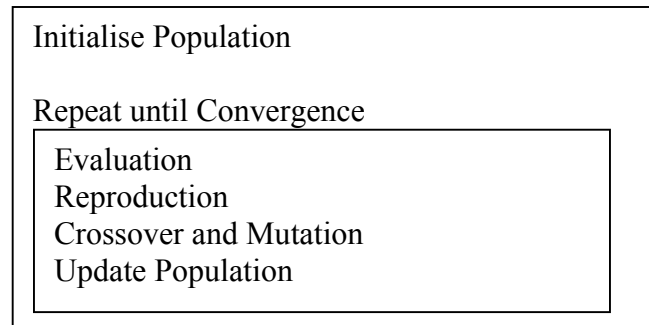 Initialise Population
Repeat until Convergence
Evaluation
Reproduction
Crossover and Mutation
Update Population